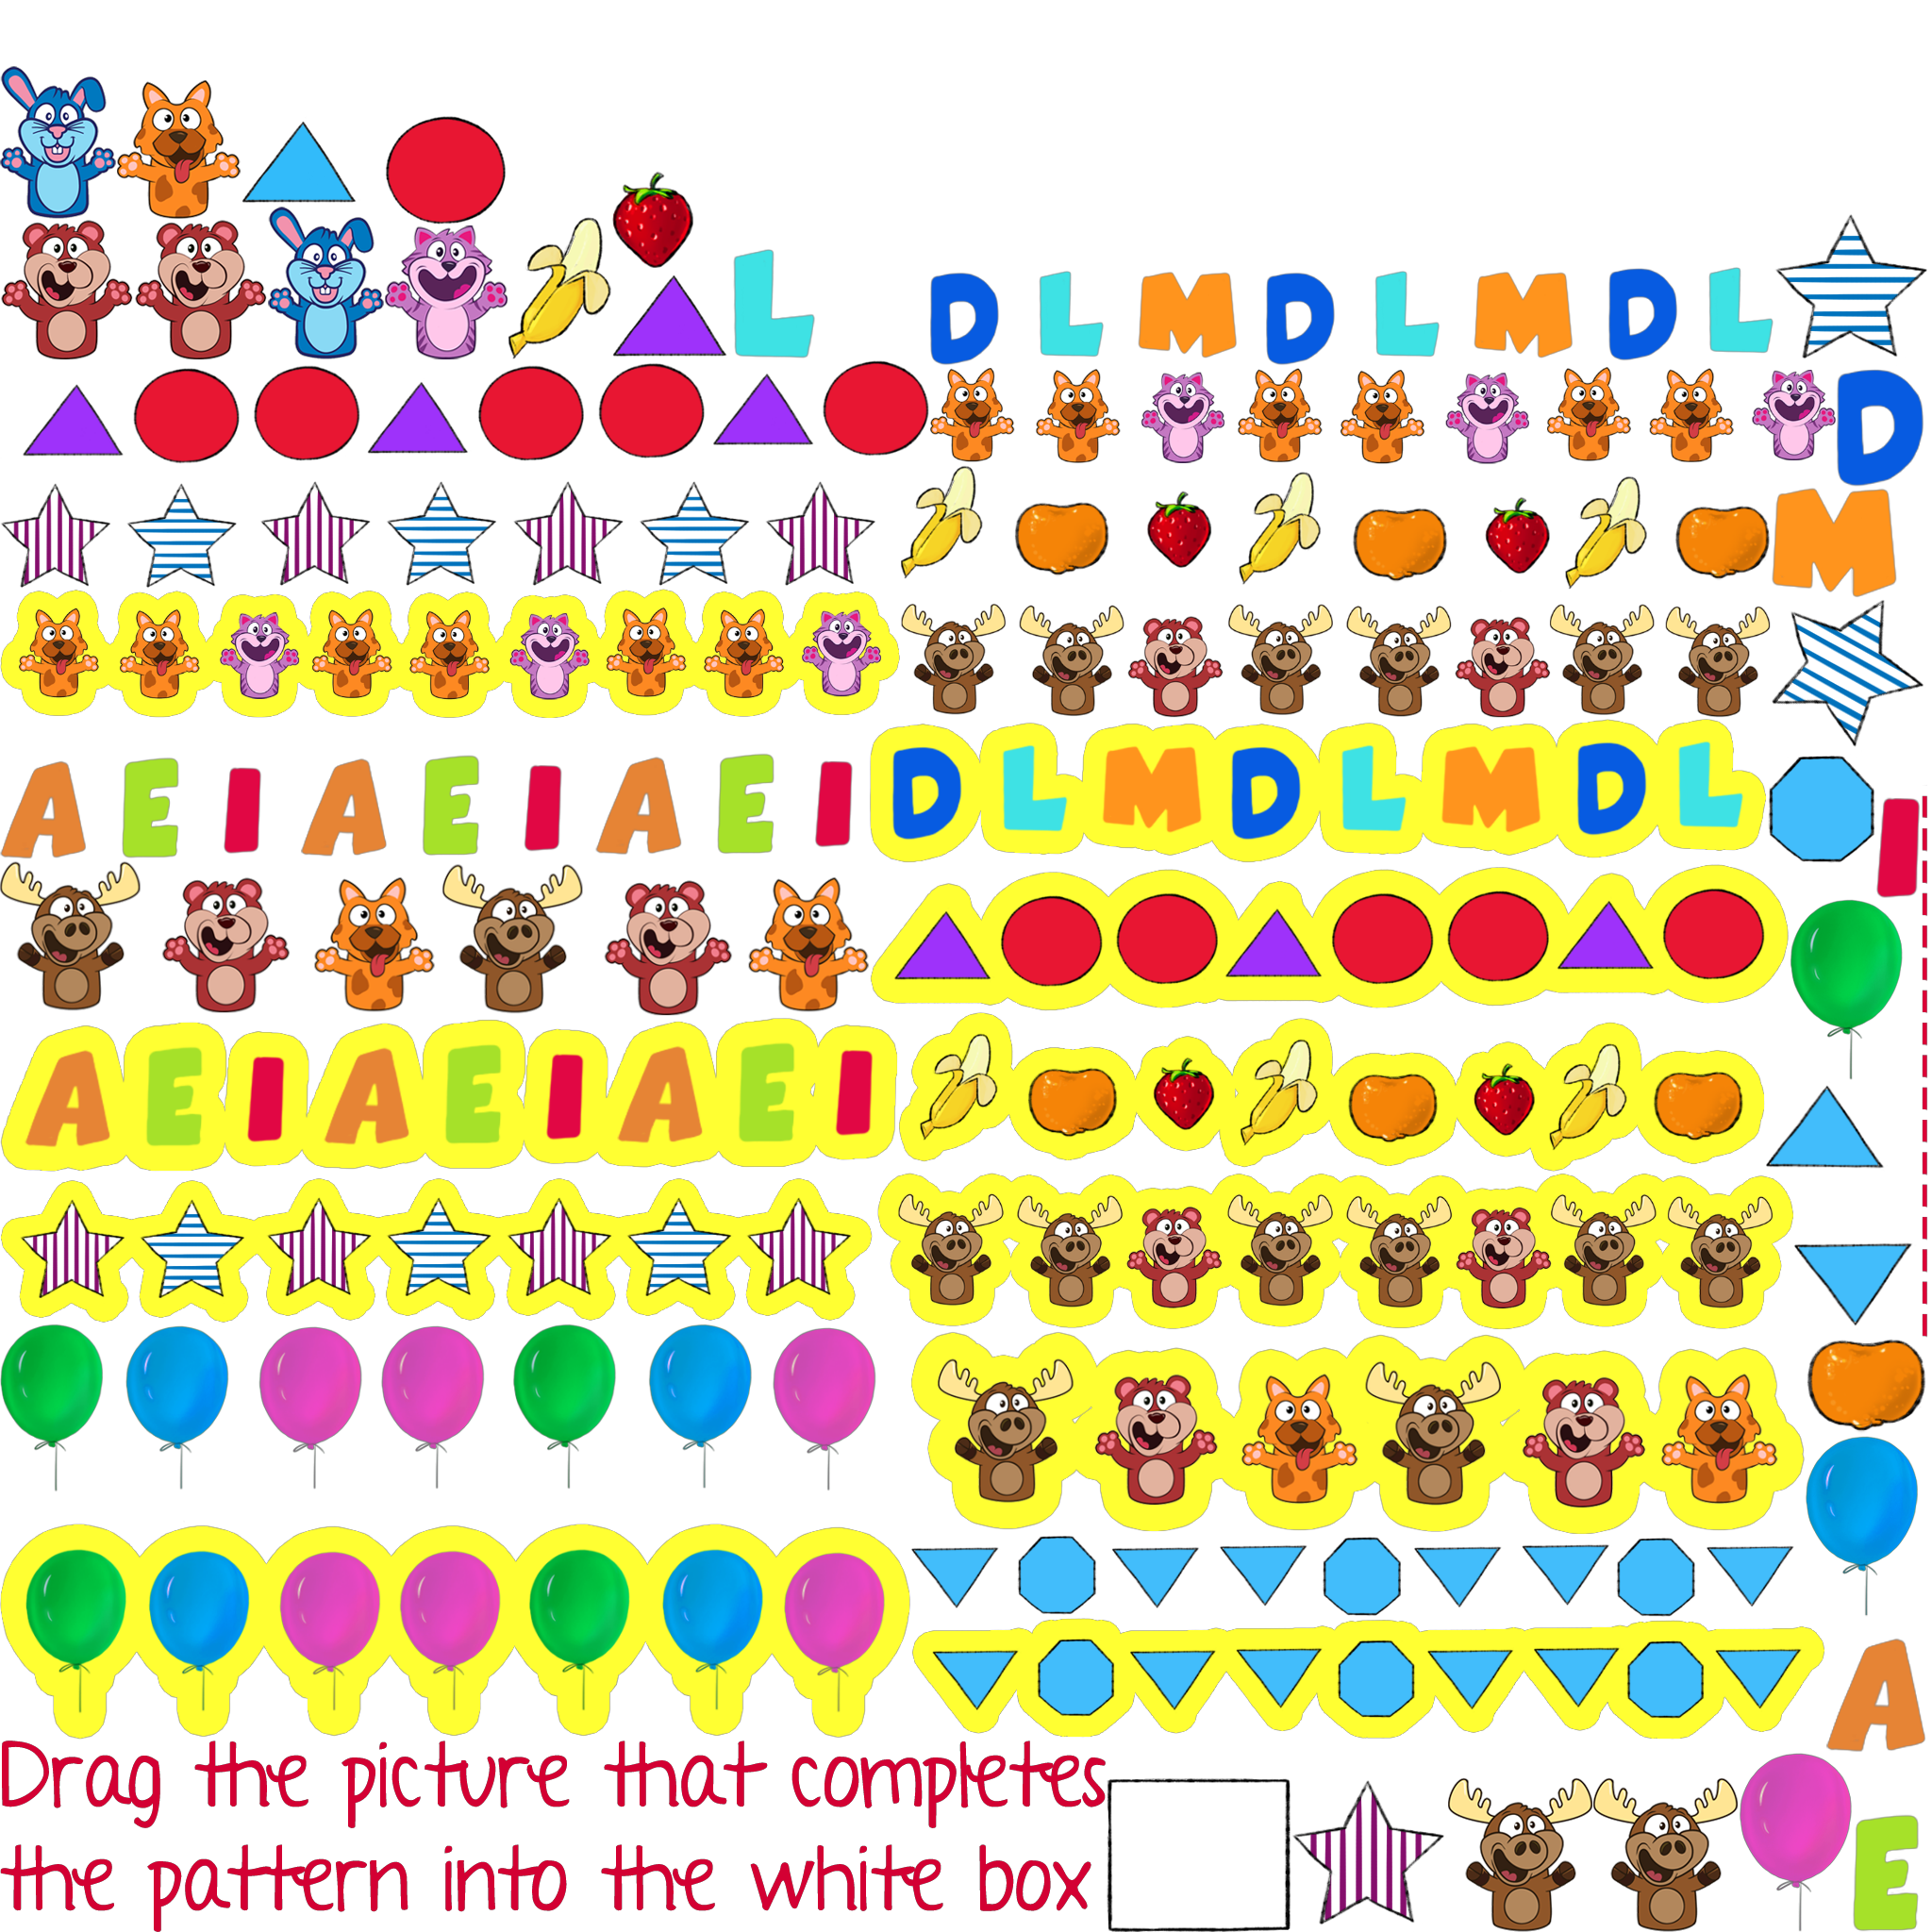 L
D L M D L M D L
D
M
A E I A E I A E I
D L M D L M D L
I
A E I A E I A E I
A
Drag the picture that completes
the pattern into the white box
E